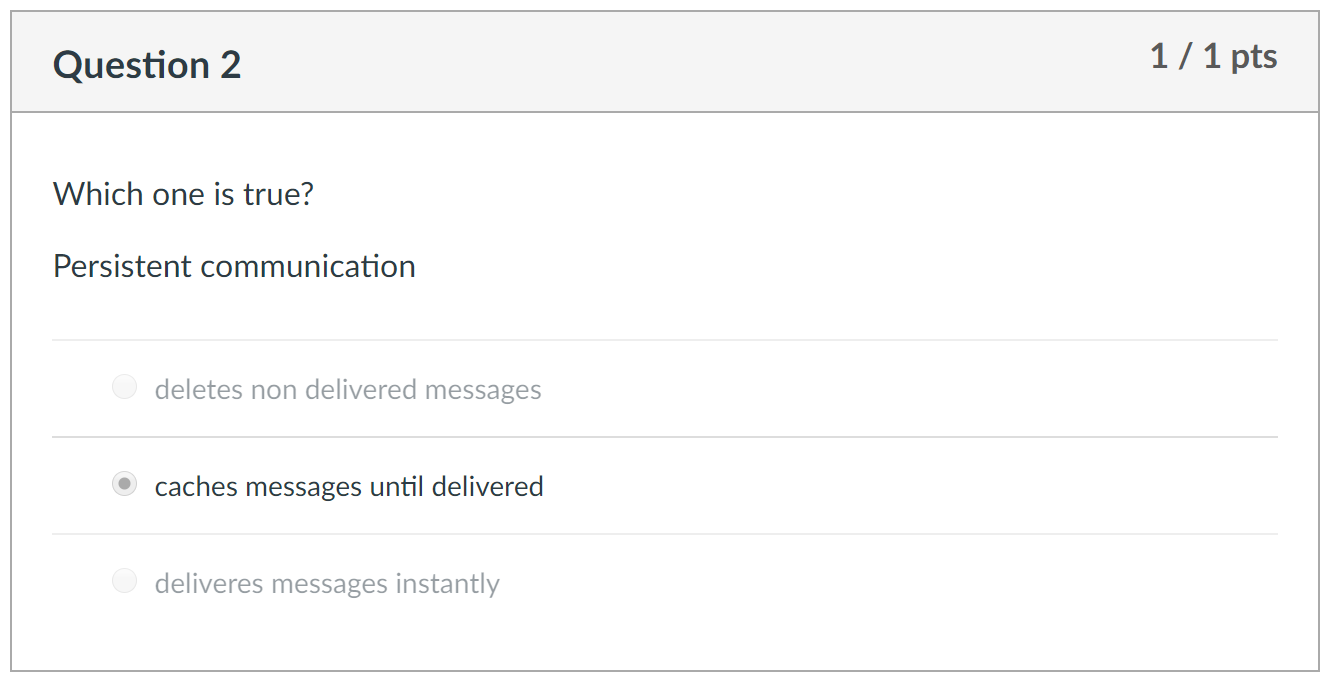 Question 2
1 / 1 pts
Which one is true?
Persistent communication
deletes non delivered messages
caches messages until delivered
deliveres messages instantly